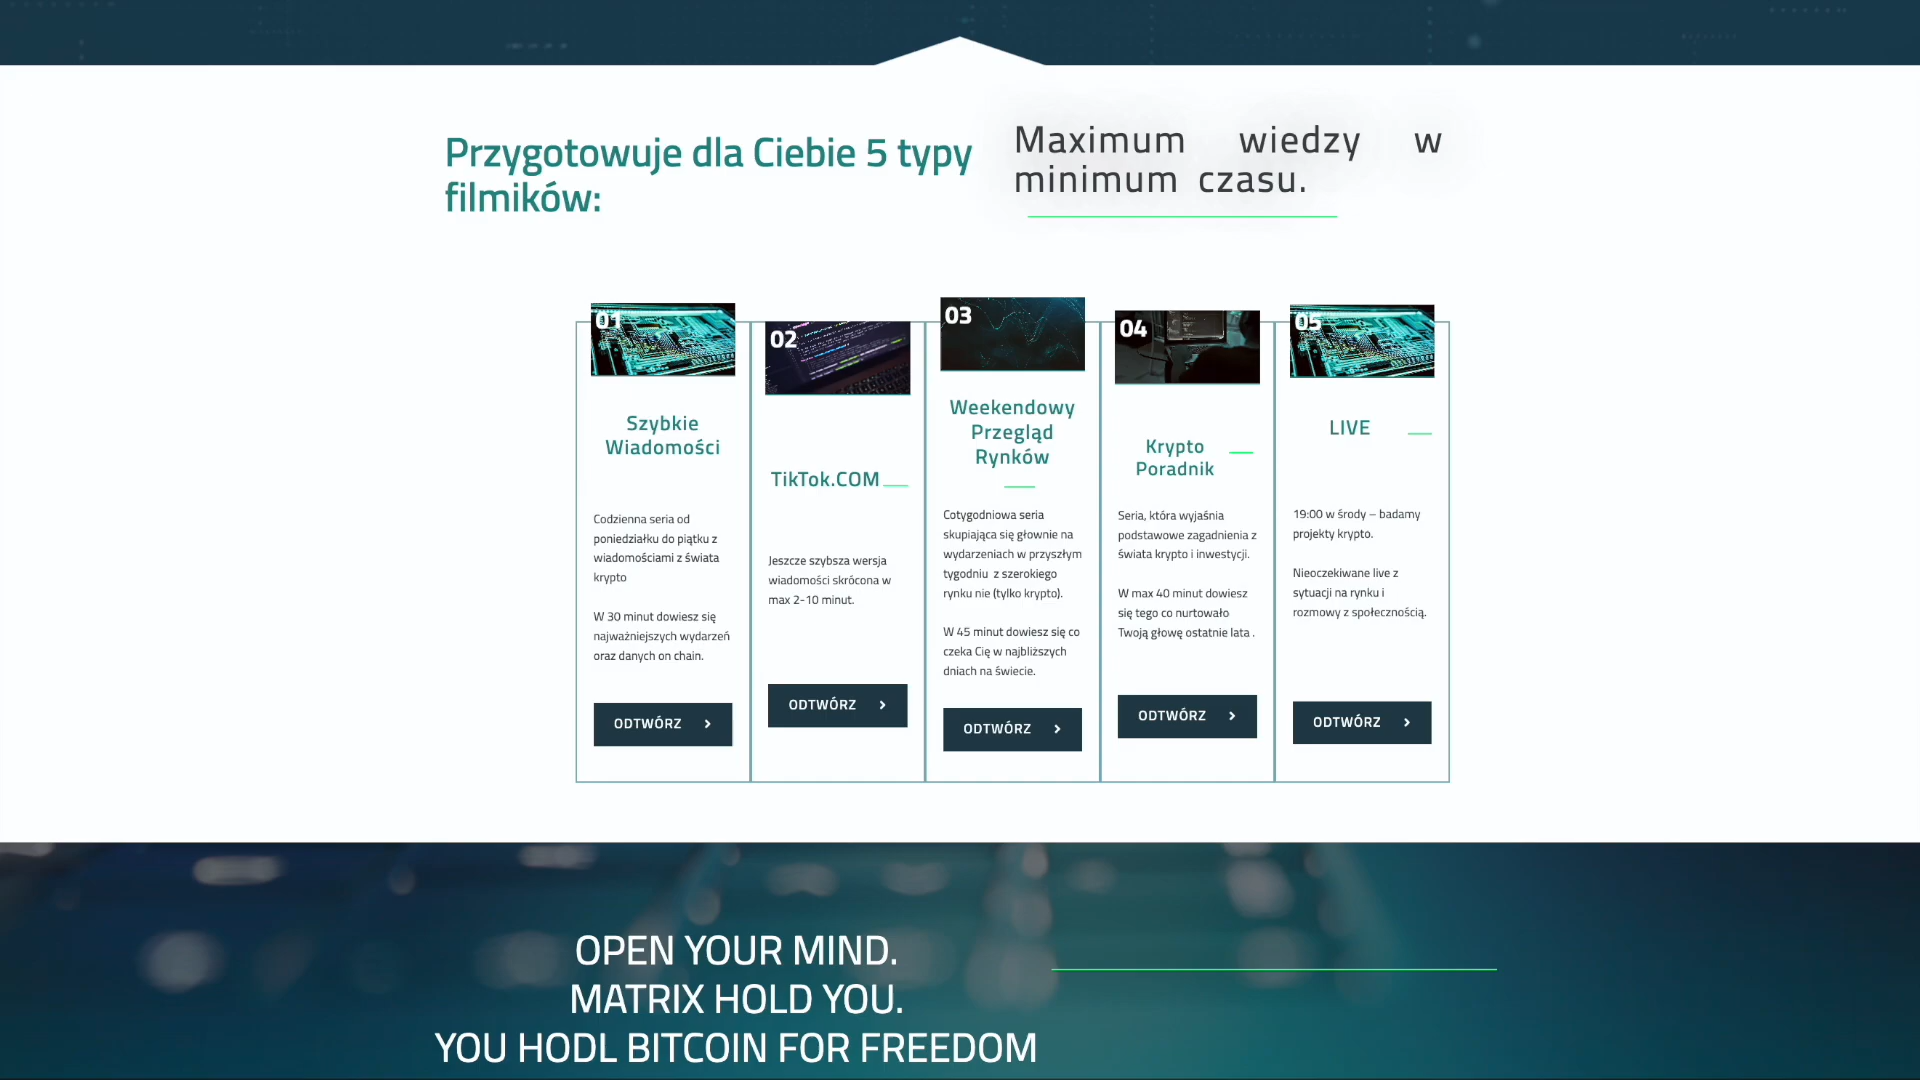 Przygotowuje dla Ciebie 5 typy
filmików:
Maximum wiedzy w
minimum czasu.
01
Szybkie
Wiadomości
Codzienna seria od
poniedziałku do piątku z
wiadomościami z świata
krypto
W 30 minut dowiesz się
najważniejszych wydarzeń
oraz danych on chain.
ODTWÓRZ
02
TikTok.COM
Jeszcze szybsza wersja
wiadomości skrócona w
max 2-10 minut.
ODTWÓRZ
03
Weekendowy
Przegląd
Rynków
Cotygodniowa seria
skupiająca się głownie na
wydarzeniach w przyszłym
tygodniu z szerokiego
rynku nie (tylko krypto).
W 45 minut dowiesz się co
czeka Cię w najbliższych
dniach na świecie.
ODTWÓRZ
04
Krypto
Poradnik
Seria, która wyjaśnia
podstawowe zagadnienia z
świata krypto i inwestycji.
W max 40 minut dowiesz
się tego co nurtowało
Twoją głowę ostatnie lata .
ODTWÓRZ
05
LIVE
19:00 w środy – badamy
projekty krypto.
Nieoczekiwane live z
sytuacji na rynku i
rozmowy z społecznością.
ODTWÓRZ
OPEN YOUR MIND.
MATRIX HOLD YOU.
YOU HODL BITCOIN FOR FREEDOM